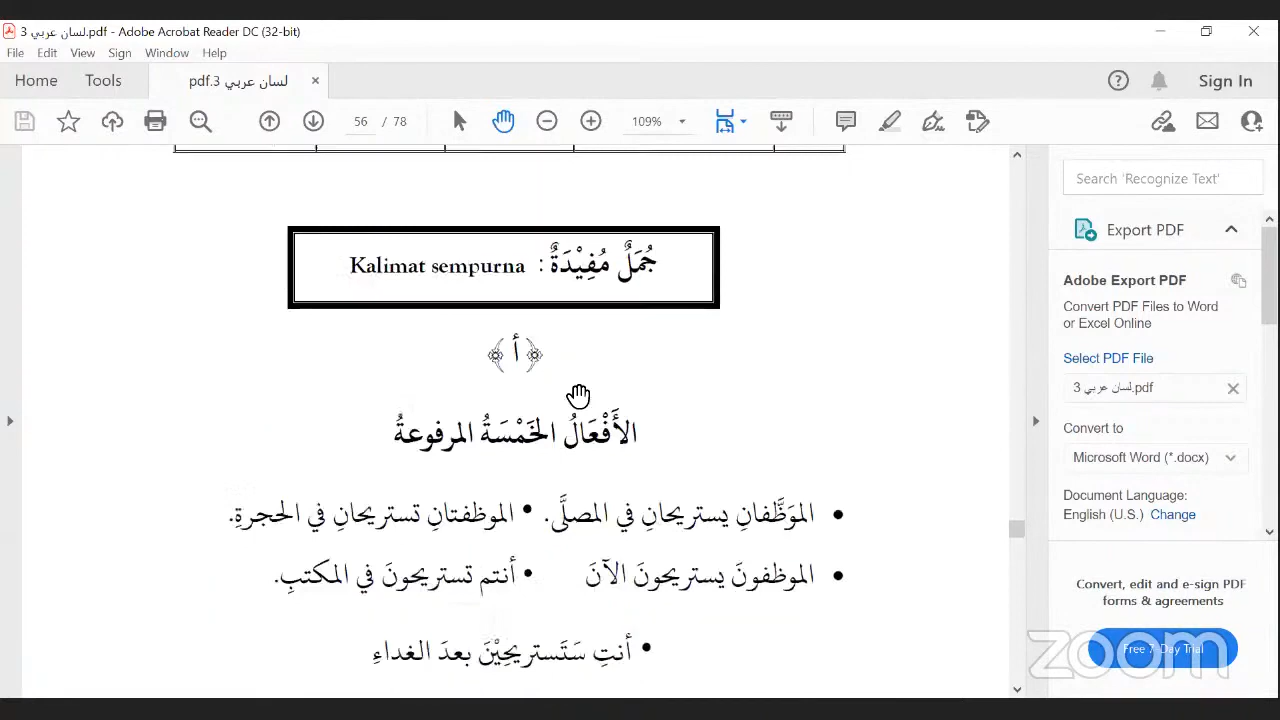 لسان عربي 3.pdf - Adobe Acrobat Reader DC (32-bit)
File Edit View Sign Window Help
Home Tools لسان عربي 3.pdf × Sign In
56 / 78 109%
Search 'Recognize Text'
Export PDF
Adobe Export PDF
Convert PDF Files to Word
or Excel Online
Select PDF File
لسان عربي 3.pdf
Convert to
Microsoft Word (*.docx)
Document Language:
English (U.S.) Change
Convert, edit and e-sign PDF
forms & agreements
Free 7-Day Trial
zoom
جُمَلٌ مُفِيْدَةٌ : Kalimat sempurna
﴿ أ ﴾
الأَفْعَالُ الخَمْسَةُ المرفوعةُ
• الموَظَّفانِ يستريحانِ في المصلَّى. • الموظفتانِ تستريحانِ في الحجرةِ.
• الموظفونَ يستريحونَ الآنَ • أنتم تستريحونَ في المكتبِ.
• أنتِ سَتَستريحِيْنَ بعدَ الغداءِ